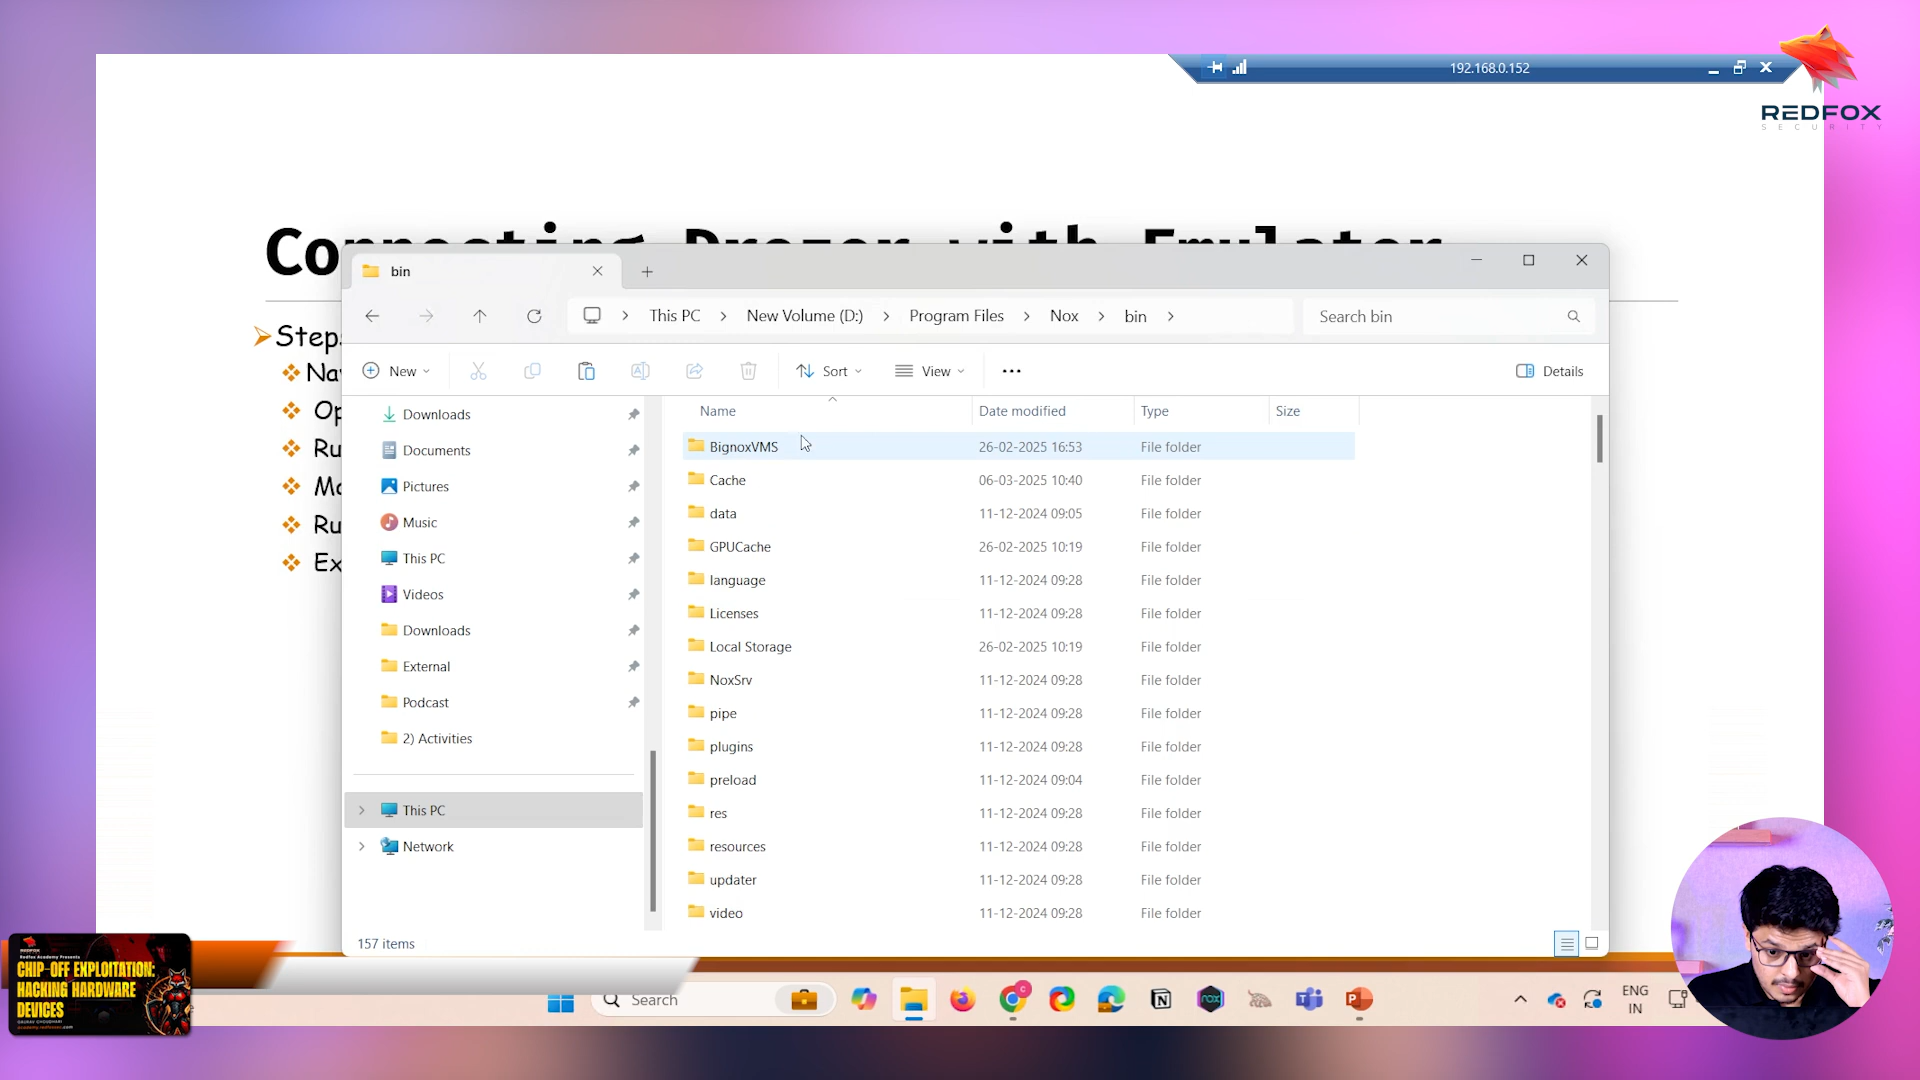 192.168.0.152
REDFOX
SECURITY
Connecting Drozer with Emulator
bin
This PC > New Volume (D:) > Program Files > Nox > bin >
Search bin
New
Sort
View
Details
Steps
Downloads
Documents
Pictures
Music
This PC
Videos
Downloads
External
Podcast
2) Activities
This PC
Network
Name Date modified Type Size
BignoxVMS 26-02-2025 16:53 File folder
Cache 06-03-2025 10:40 File folder
data 11-12-2024 09:05 File folder
GPUCache 26-02-2025 10:19 File folder
language 11-12-2024 09:28 File folder
Licenses 11-12-2024 09:28 File folder
Local Storage 26-02-2025 10:19 File folder
NoxSrv 11-12-2024 09:28 File folder
pipe 11-12-2024 09:28 File folder
plugins 11-12-2024 09:28 File folder
preload 11-12-2024 09:04 File folder
res 11-12-2024 09:28 File folder
resources 11-12-2024 09:28 File folder
updater 11-12-2024 09:28 File folder
video 11-12-2024 09:28 File folder
157 items
REDFOX
Redfox Academy Presents
CHIP-OFF EXPLOITATION:
HACKING HARDWARE
DEVICES
academy.redfoxsec.com
Search
ENG
IN